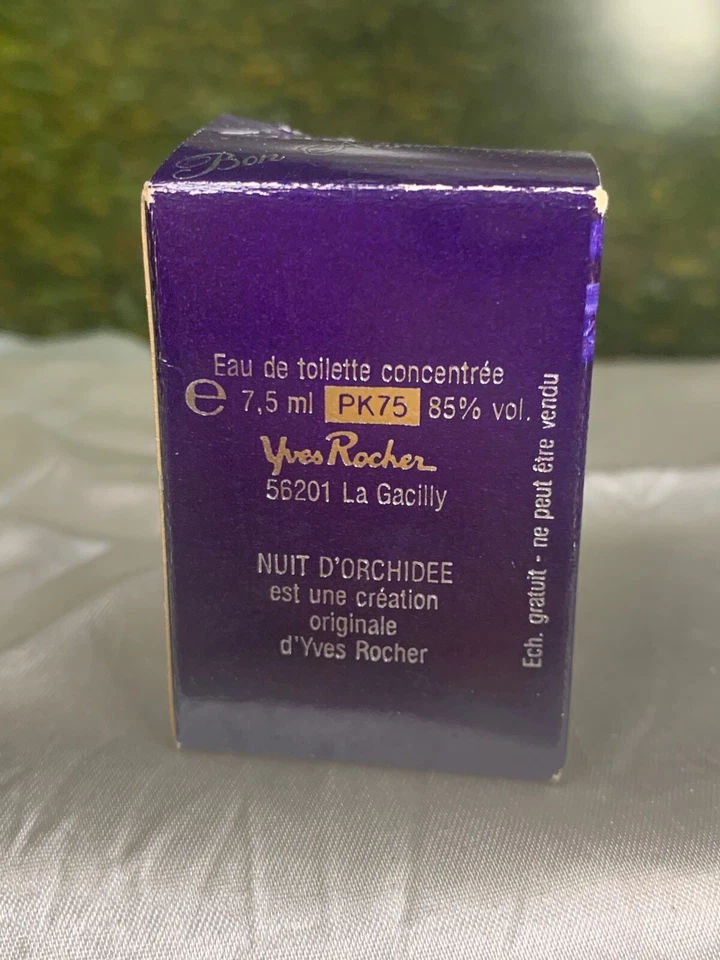 Bon
Eau de toilette concentrée
℮ 7,5 ml PK75 85% vol.
Yves Rocher
56201 La Gacilly
NUIT D'ORCHIDEE
est une création
originale
d'Yves Rocher
Ech. gratuit - ne peut être vendu